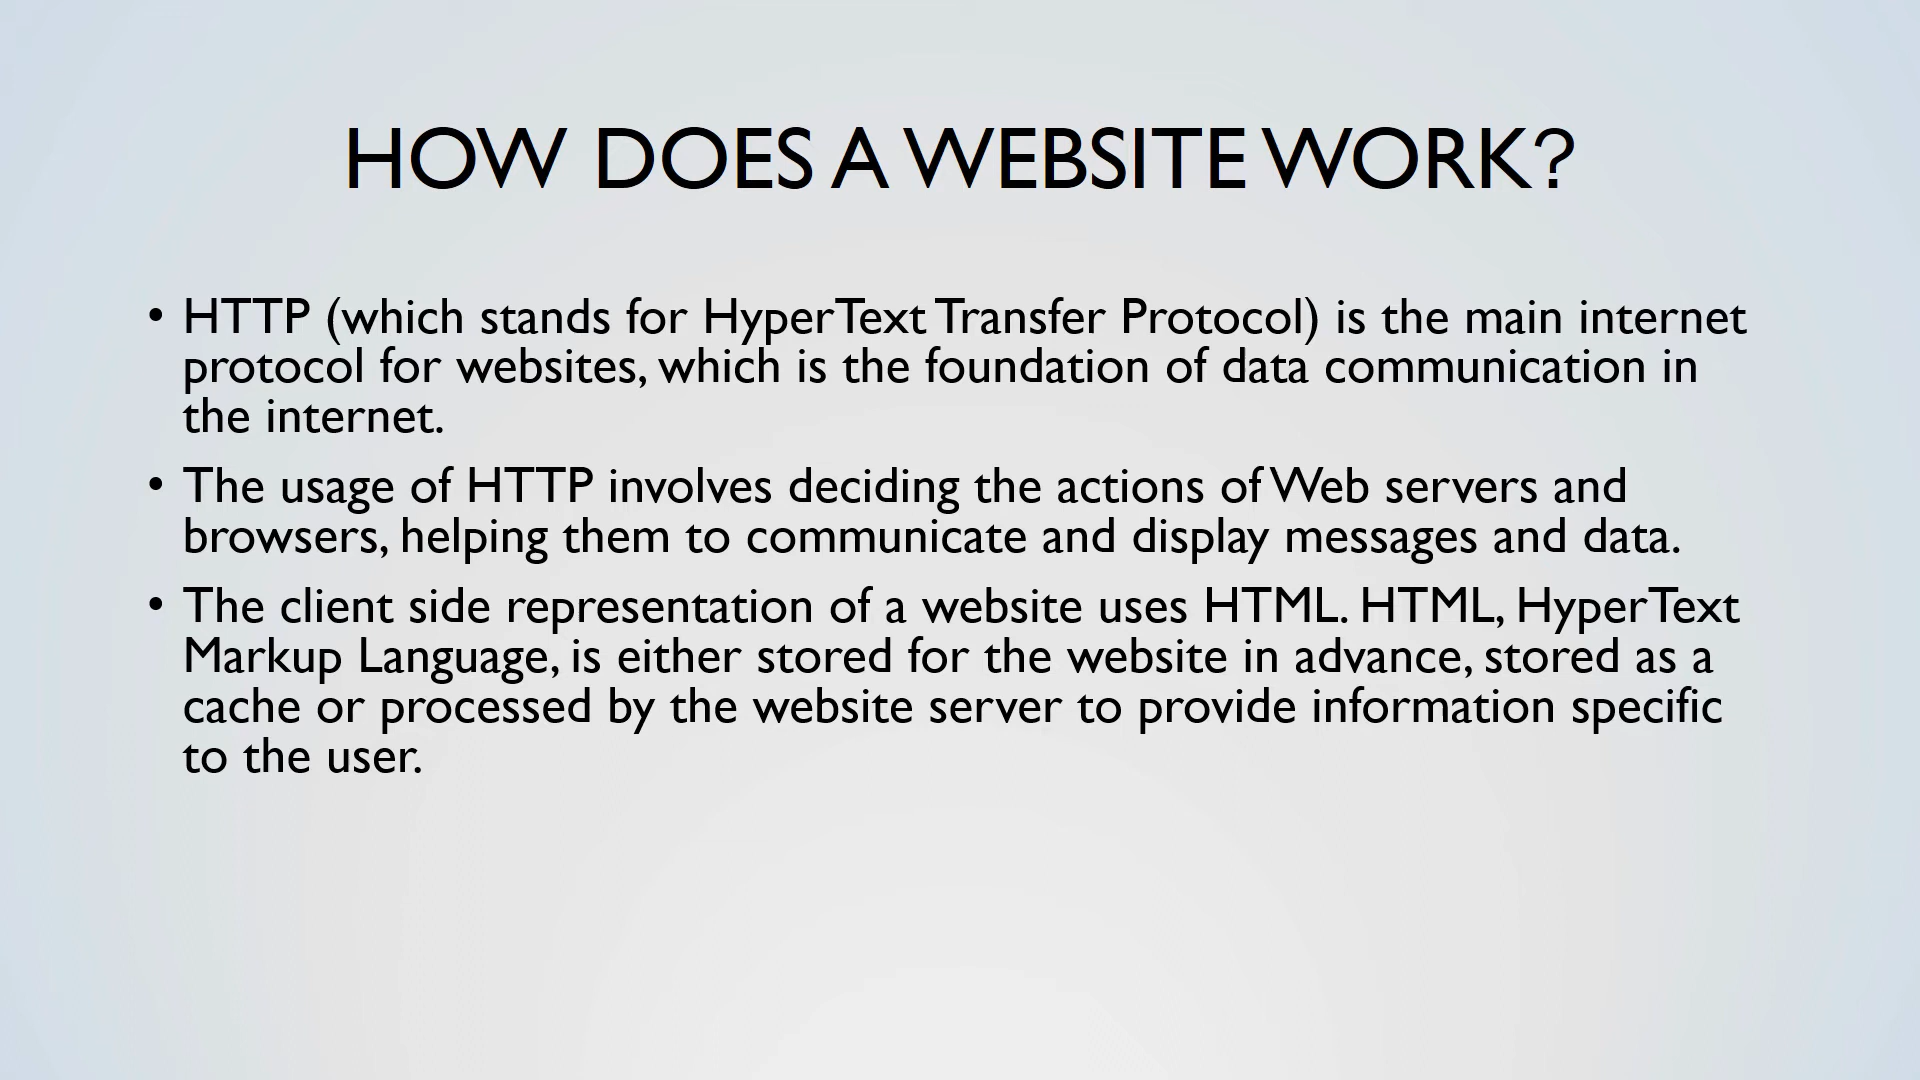 HOW DOES A WEBSITE WORK?
• HTTP (which stands for HyperText Transfer Protocol) is the main internet
protocol for websites, which is the foundation of data communication in
the internet.
• The usage of HTTP involves deciding the actions of Web servers and
browsers, helping them to communicate and display messages and data.
• The client side representation of a website uses HTML. HTML, HyperText
Markup Language, is either stored for the website in advance, stored as a
cache or processed by the website server to provide information specific
to the user.